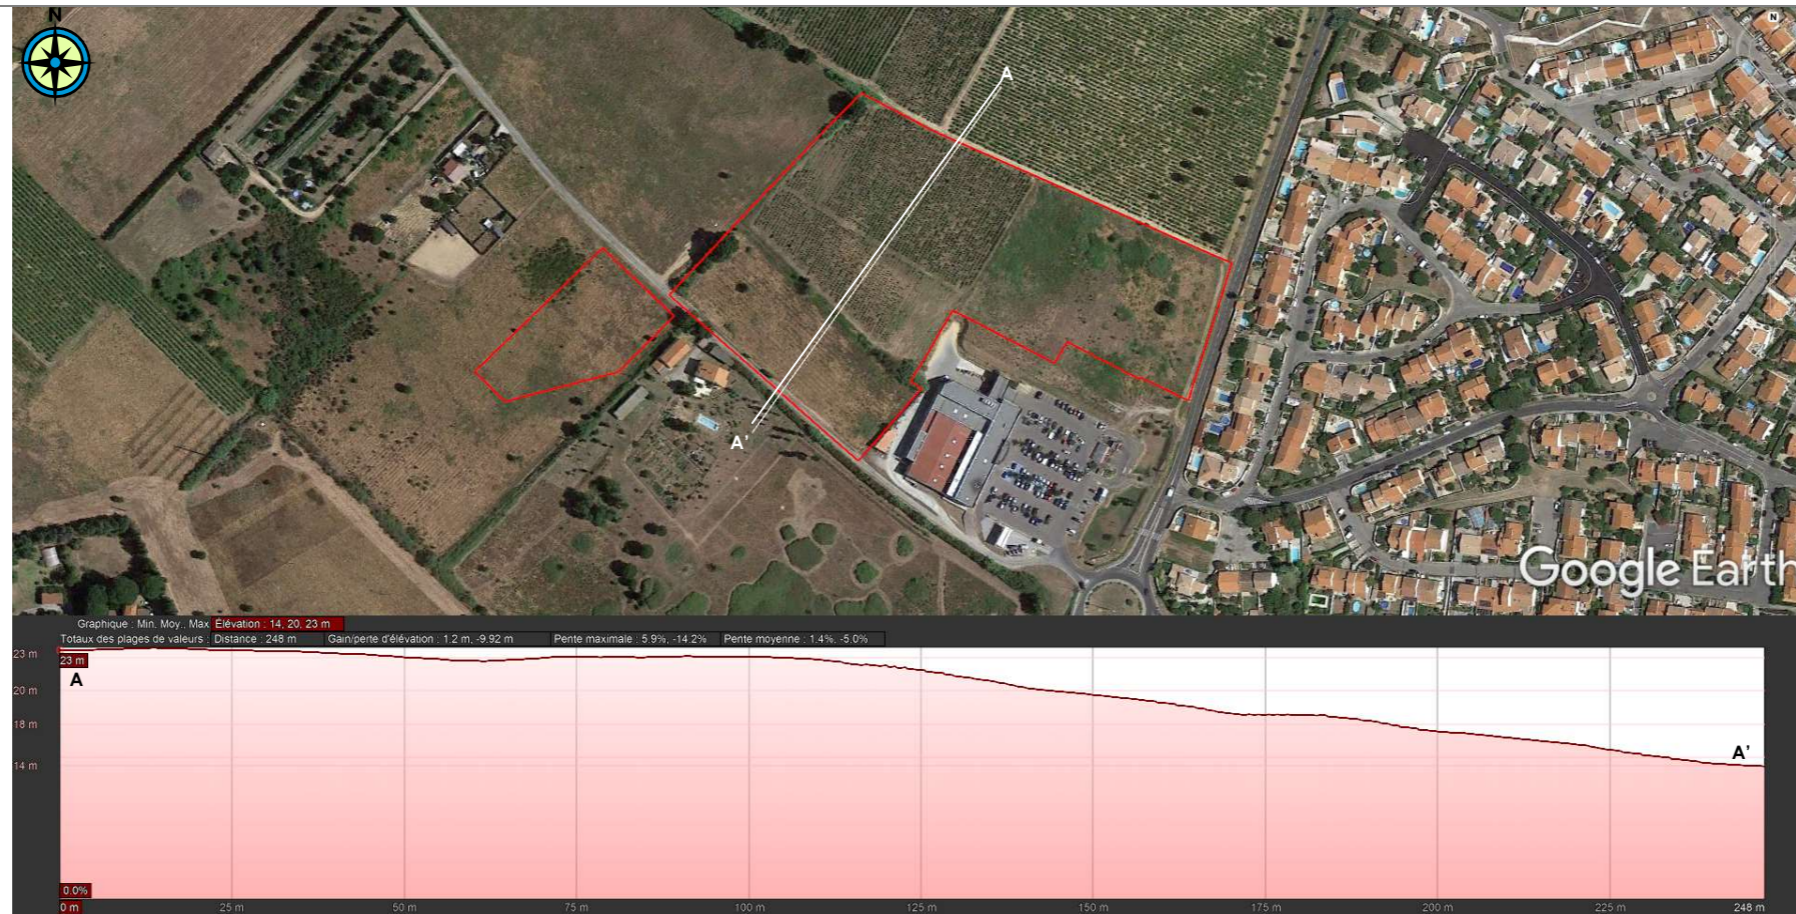 N
N
A
A'
Google Earth
Graphique : Min. Moy., Max. Élévation : 14, 20, 23 m
Totaux des plages de valeurs : Distance : 248 m Gain/perte d'élévation : 1.2 m, -9.92 m Pente maximale : 5.9%, -14.2% Pente moyenne : 1.4%, -5.0%
23 m
23 m
A
20 m
18 m
A'
14 m
0.0%
0 m 25 m 50 m 75 m 100 m 125 m 150 m 175 m 200 m 225 m 248 m